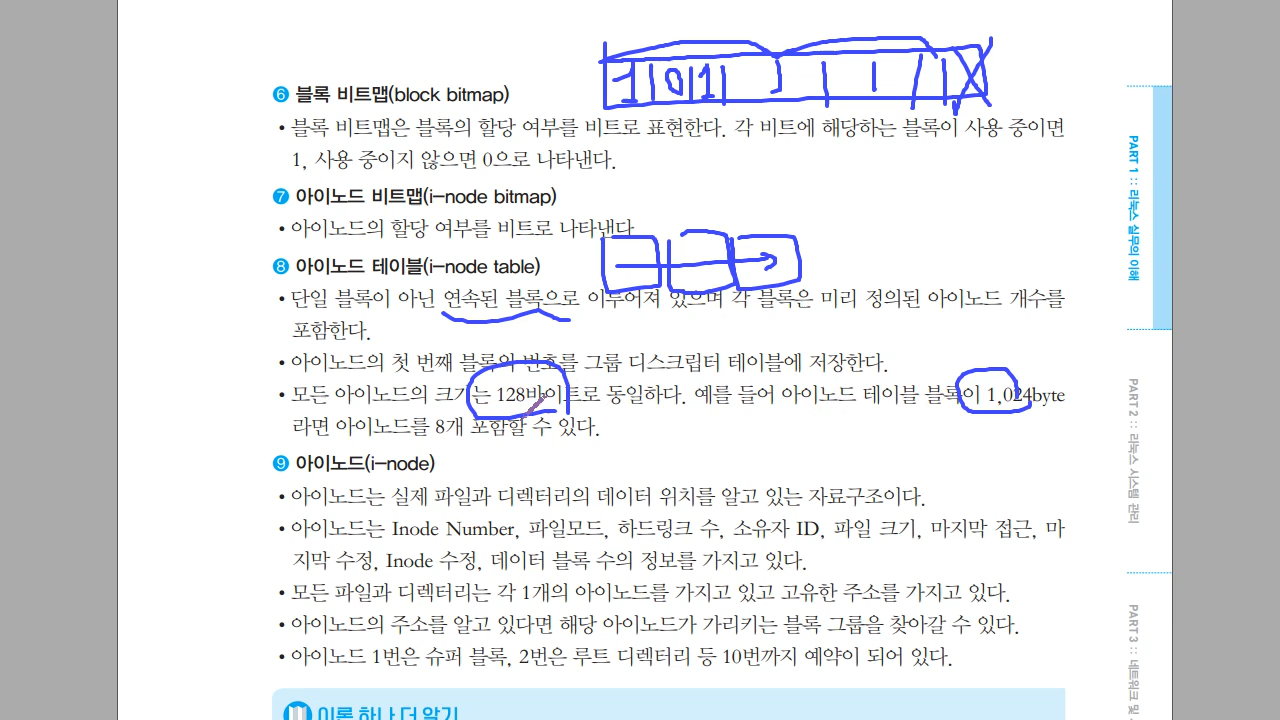 1 0 1
❻ 블록 비트맵(block bitmap)
• 블록 비트맵은 블록의 할당 여부를 비트로 표현한다. 각 비트에 해당하는 블록이 사용 중이면
1, 사용 중이지 않으면 0으로 나타낸다.
❼ 아이노드 비트맵(i-node bitmap)
• 아이노드의 할당 여부를 비트로 나타낸다
❽ 아이노드 테이블(i-node table)
• 단일 블록이 아닌 연속된 블록으로 이루어져 있으며 각 블록은 미리 정의된 아이노드 개수를
포함한다.
• 아이노드의 첫 번째 블록의 번호를 그룹 디스크립터 테이블에 저장한다.
• 모든 아이노드의 크기는 128바이트로 동일하다. 예를 들어 아이노드 테이블 블록이 1,024byte
라면 아이노드를 8개 포함할 수 있다.
❾ 아이노드(i-node)
• 아이노드는 실제 파일과 디렉터리의 데이터 위치를 알고 있는 자료구조이다.
• 아이노드는 Inode Number, 파일모드, 하드링크 수, 소유자 ID, 파일 크기, 마지막 접근, 마
지막 수정, Inode 수정, 데이터 블록 수의 정보를 가지고 있다.
• 모든 파일과 디렉터리는 각 1개의 아이노드를 가지고 있고 고유한 주소를 가지고 있다.
• 아이노드의 주소를 알고 있다면 해당 아이노드가 가리키는 블록 그룹을 찾아갈 수 있다.
• 아이노드 1번은 슈퍼 블록, 2번은 루트 디렉터리 등 10번까지 예약이 되어 있다.
이론 하나 더 알기
PART 1 :: 리눅스 실무의 이해
PART 2 :: 리눅스 시스템 관리
PART 3 :: 네트워크 및